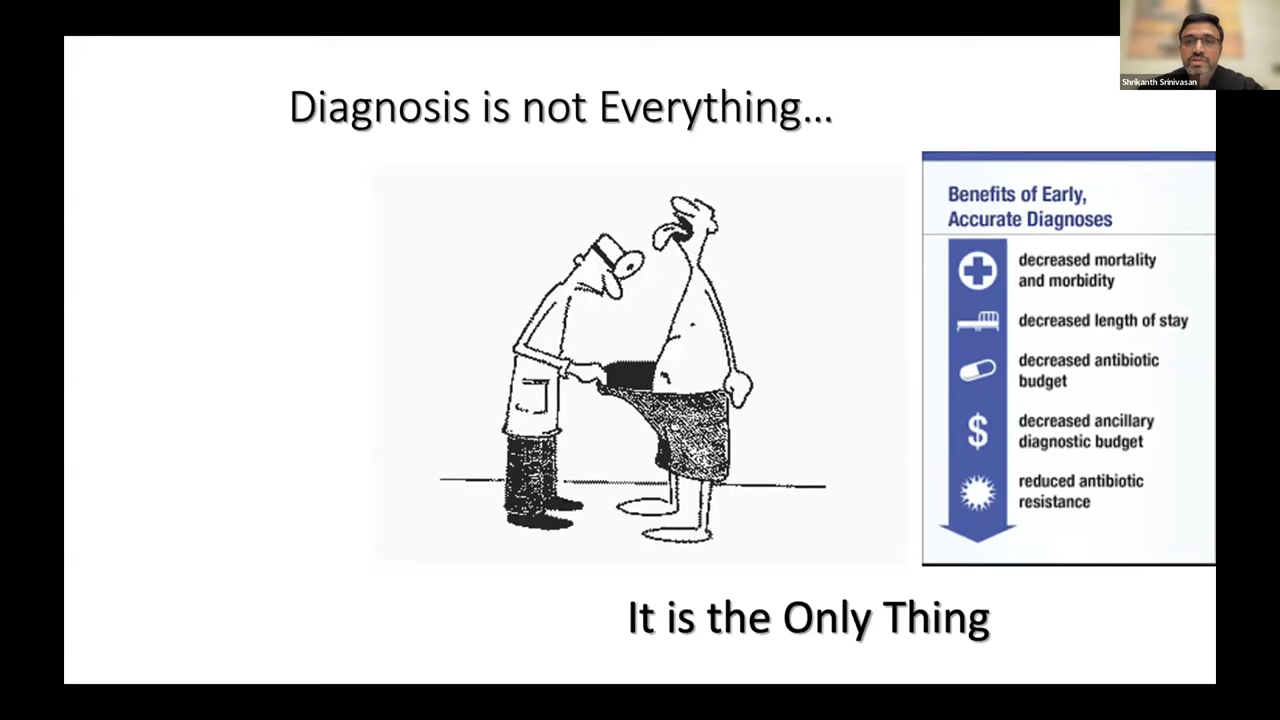 Shrikanth Srinivasan
Diagnosis is not Everything...
Benefits of Early,
Accurate Diagnoses
decreased mortality
and morbidity
decreased length of stay
decreased antibiotic
budget
$
decreased ancillary
diagnostic budget
reduced antibiotic
resistance
It is the Only Thing